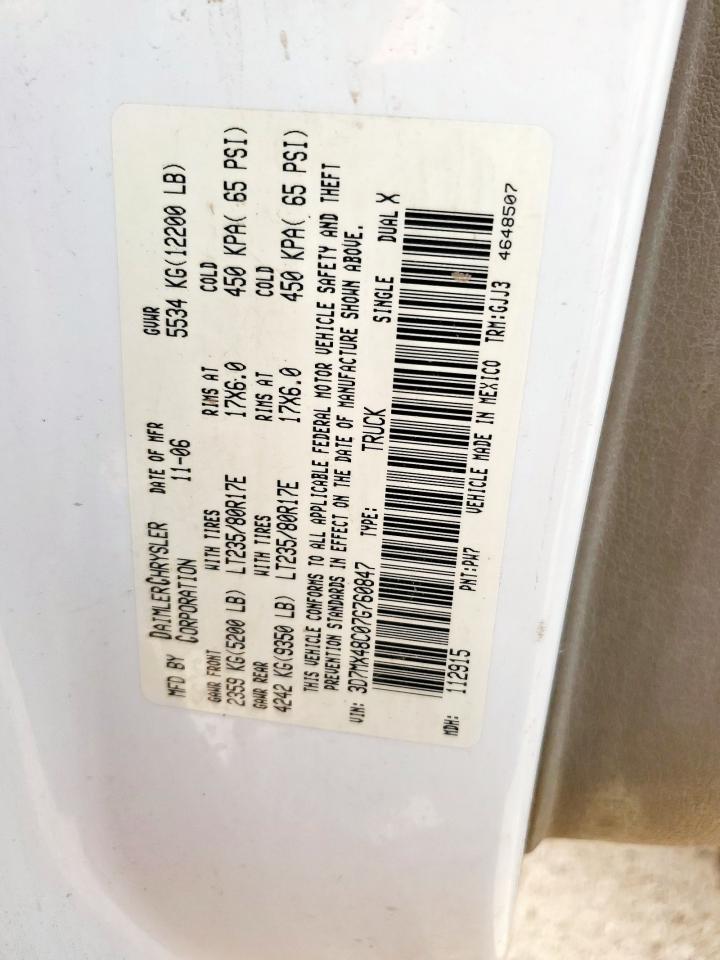 MFD BY DAIMLERCHRYSLER CORPORATION
DATE OF MFR 11-06
GVWR 5534 KG(12200 LB)
GAWR FRONT WITH TIRES RIMS AT COLD
2359 KG(5200 LB) LT235/80R17E 17X6.0 450 KPA( 65 PSI)
GAWR REAR WITH TIRES RIMS AT COLD
4242 KG(9350 LB) LT235/80R17E 17X6.0 450 KPA( 65 PSI)
THIS VEHICLE CONFORMS TO ALL APPLICABLE FEDERAL MOTOR VEHICLE SAFETY AND THEFT
PREVENTION STANDARDS IN EFFECT ON THE DATE OF MANUFACTURE SHOWN ABOVE.
VIN: 3D7MX48C07G760847 TYPE: TRUCK SINGLE DUAL X
MDH: 112915 PNT:PW7 VEHICLE MADE IN MEXICO TRM:GJJ3 4648507